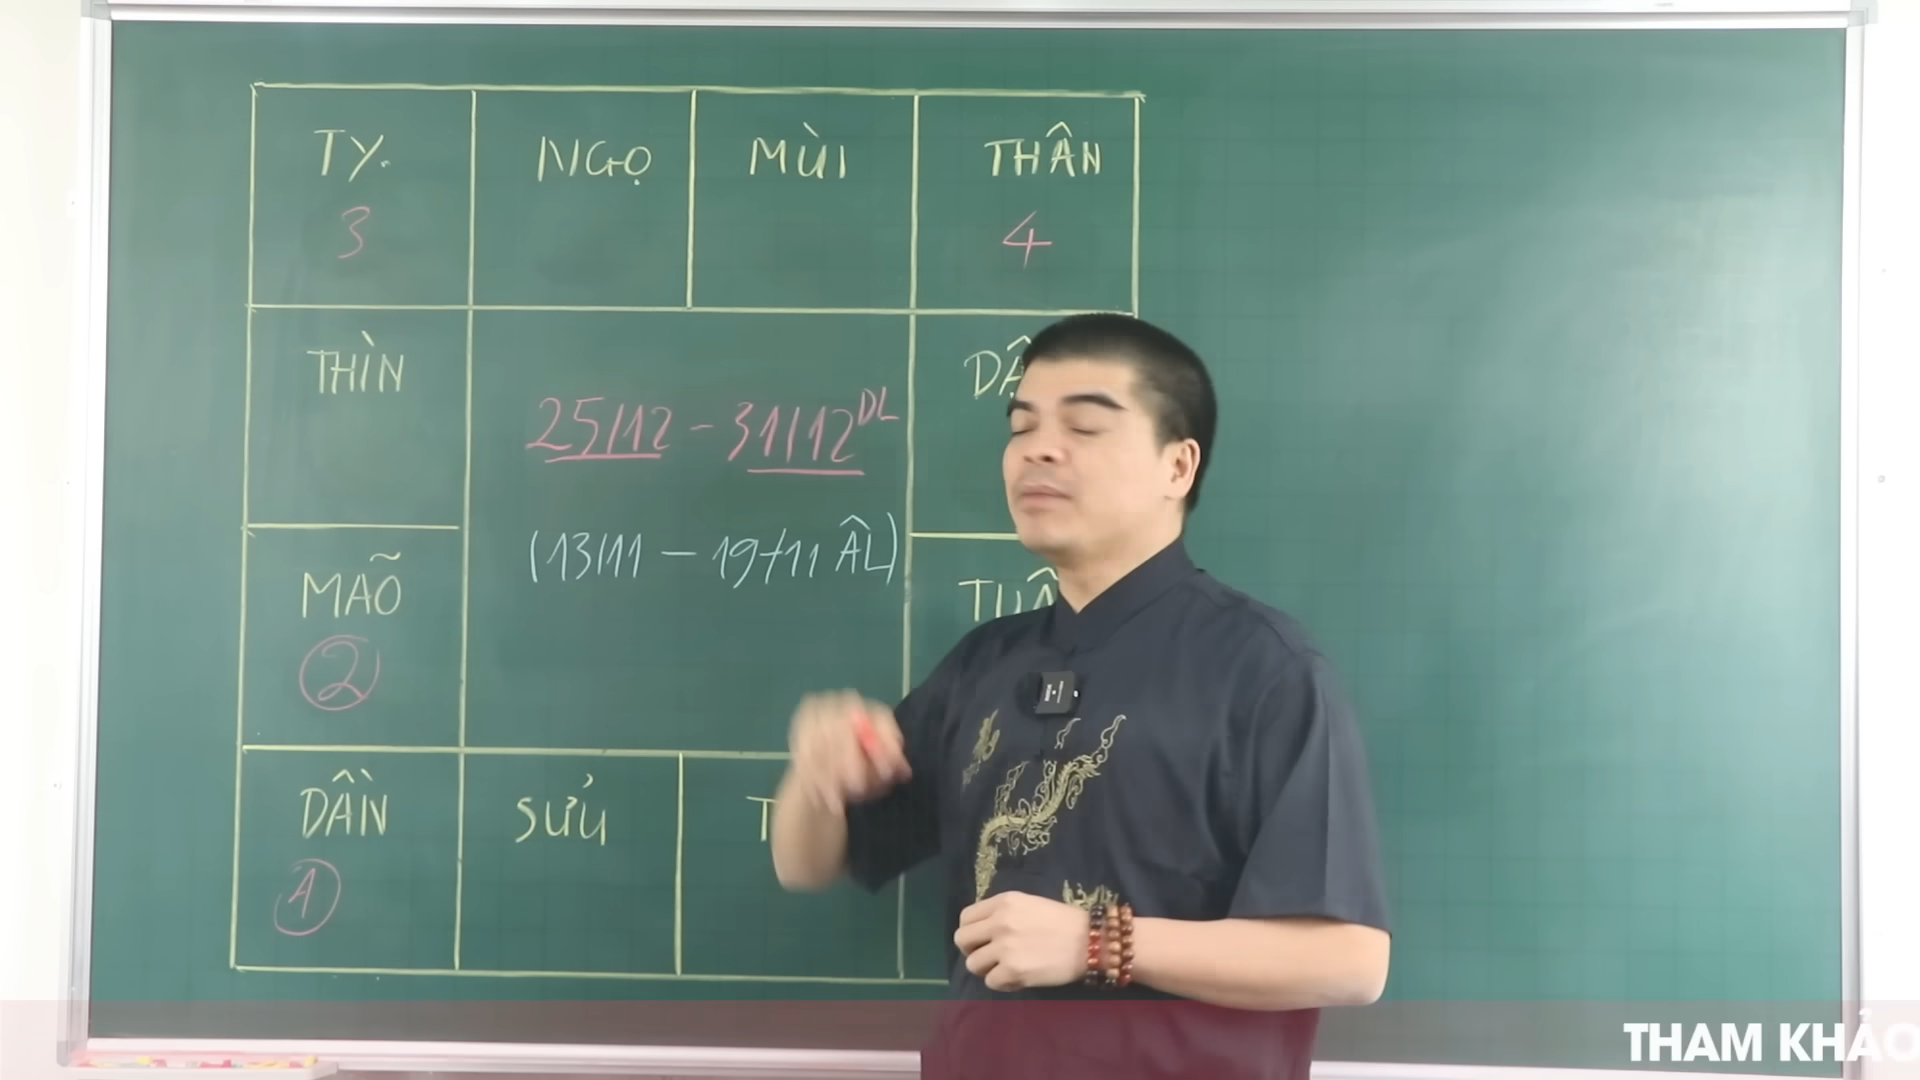 TỴ NGỌ MÙI THÂN
3 4
THÌN
25/12 - 31/12 ĐL
(13/11 - 19/11 ÂL)
MÃO
2
DẦN SỬU
1
THAM KHẢO